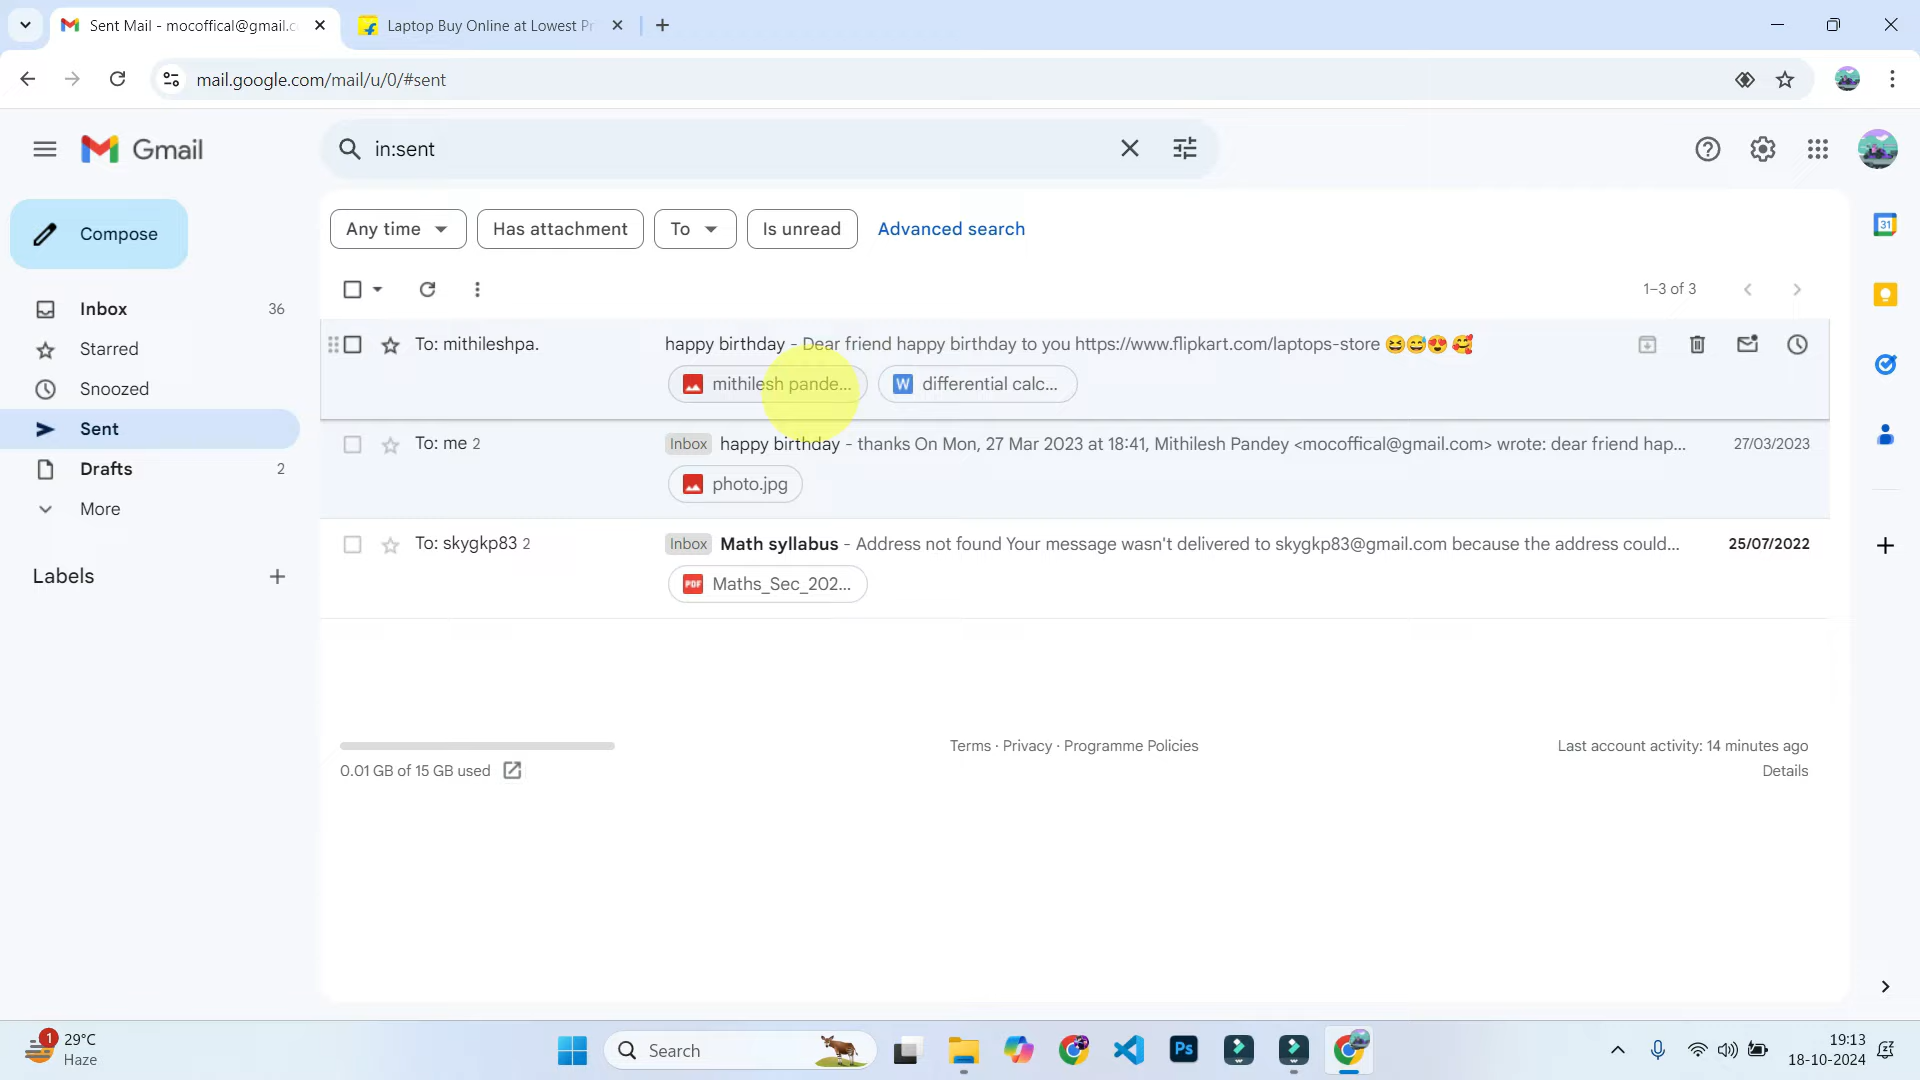 Sent Mail - mocoffical@gmail.c
Laptop Buy Online at Lowest Pr
mail.google.com/mail/u/0/#sent
Gmail
in:sent
Compose
Any time
Has attachment
To
Is unread
Advanced search
31
Inbox 36
Starred
Snoozed
Sent
Drafts 2
More
Labels
1–3 of 3
To: mithileshpa. happy birthday - Dear friend happy birthday to you https://www.flipkart.com/laptops-store 😆😅😍 🥰
mithilesh pande... W differential calc...
To: me 2 Inbox happy birthday - thanks On Mon, 27 Mar 2023 at 18:41, Mithilesh Pandey <mocoffical@gmail.com> wrote: dear friend hap... 27/03/2023
photo.jpg
To: skygkp83 2 Inbox Math syllabus - Address not found Your message wasn't delivered to skygkp83@gmail.com because the address could... 25/07/2022
PDF Maths_Sec_202...
0.01 GB of 15 GB used
Terms · Privacy · Programme Policies
Last account activity: 14 minutes ago
Details
1
29°C
Haze
Search
Ps
19:13
18-10-2024